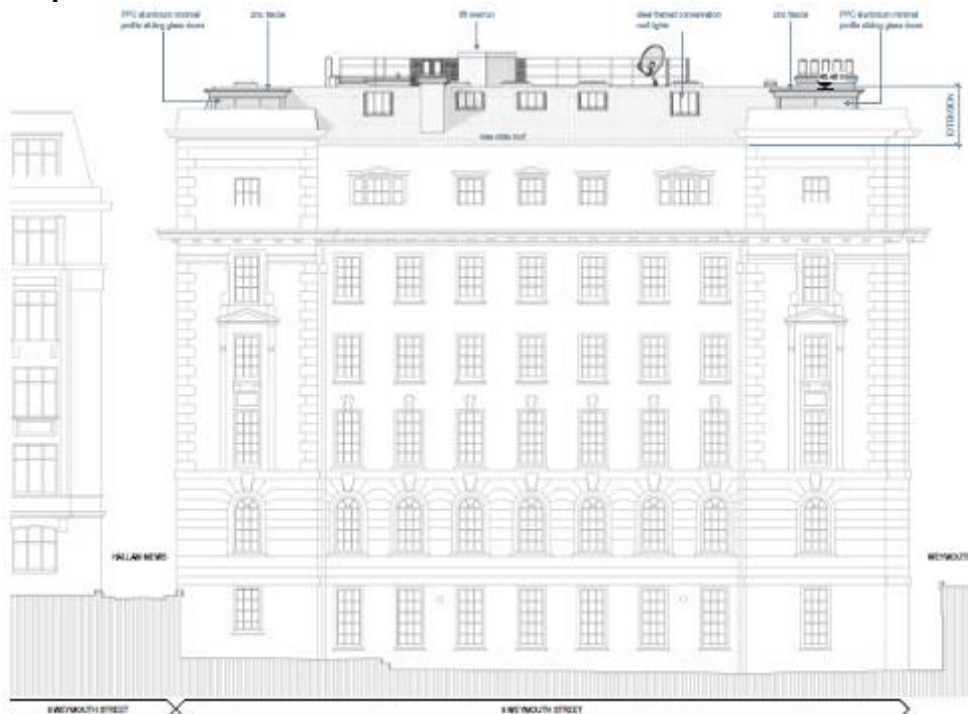 PPC aluminium minimal
profile sliding glass doors
zinc fascia
lift overrun
steel framed conservation
roof lights
zinc fascia
PPC aluminium minimal
profile sliding glass doors
new slate roof
HALLAM MEWS
WEYMOUTH
WEYMOUTH STREET
WEYMOUTH STREET